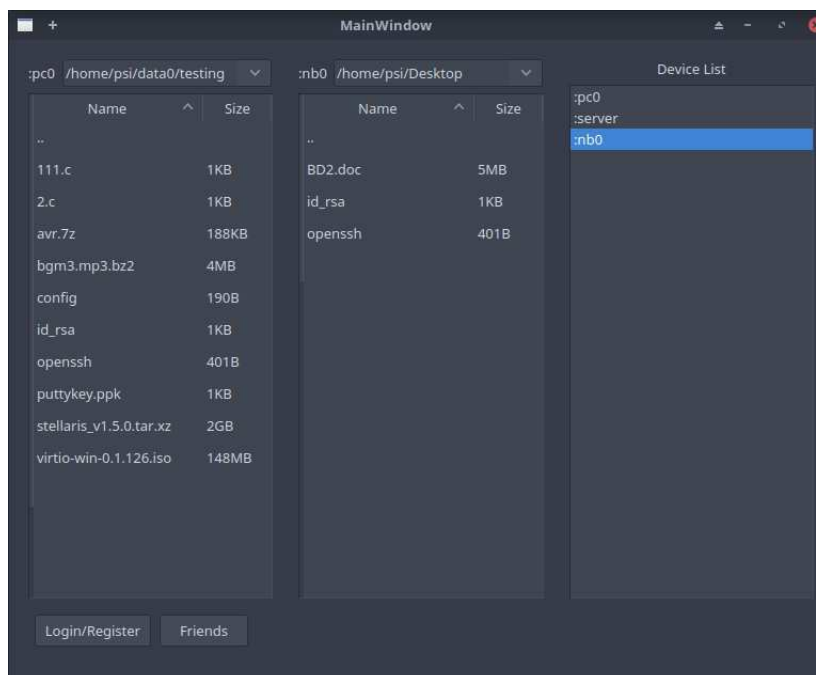 MainWindow
:pc0 /home/psi/data0/testing
Name Size
..
111.c 1KB
2.c 1KB
avr.7z 188KB
bgm3.mp3.bz2 4MB
config 190B
id_rsa 1KB
openssh 401B
puttykey.ppk 1KB
stellaris_v1.5.0.tar.xz 2GB
virtio-win-0.1.126.iso 148MB
:nb0 /home/psi/Desktop
Name Size
..
BD2.doc 5MB
id_rsa 1KB
openssh 401B
Device List
:pc0
:server
:nb0
Login/Register Friends